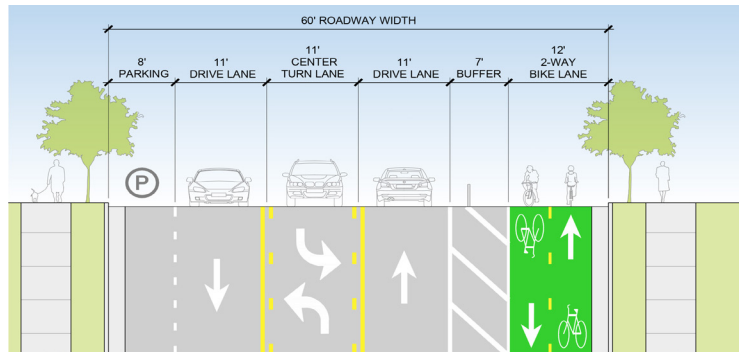 60' ROADWAY WIDTH
8'
PARKING
11'
DRIVE LANE
11'
CENTER
TURN LANE
11'
DRIVE LANE
7'
BUFFER
12'
2-WAY
BIKE LANE
P